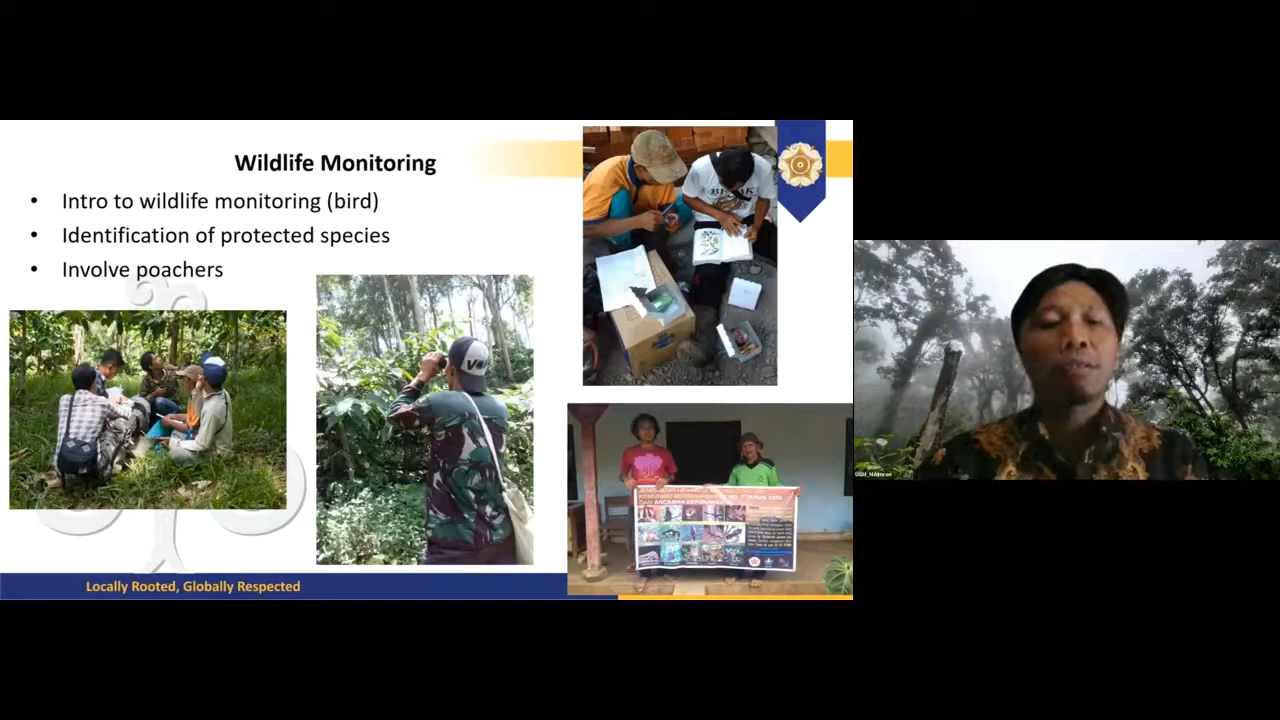 Wildlife Monitoring
• Intro to wildlife monitoring (bird)
• Identification of protected species
• Involve poachers
Locally Rooted, Globally Respected